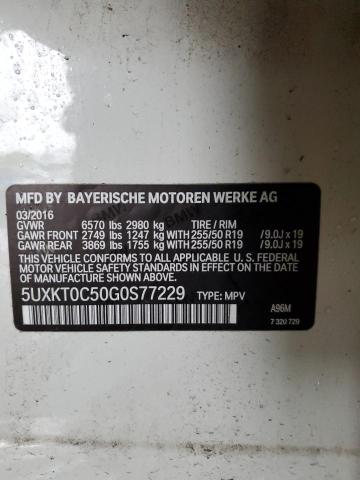 MFD BY BAYERISCHE MOTOREN WERKE AG
03/2016
GVWR 6570 lbs 2980 kg TIRE / RIM
GAWR FRONT 2749 lbs 1247 kg WITH 255/50 R19 /9.0J x 19
GAWR REAR 3869 lbs 1755 kg WITH 255/50 R19 /9.0J x 19
THIS VEHICLE CONFORMS TO ALL APPLICABLE U. S. FEDERAL
MOTOR VEHICLE SAFETY STANDARDS IN EFFECT ON THE
DATE OF MANUFACTURE SHOWN ABOVE.
5UXKT0C50G0S77229 TYPE: MPV
A96M
7 320 729